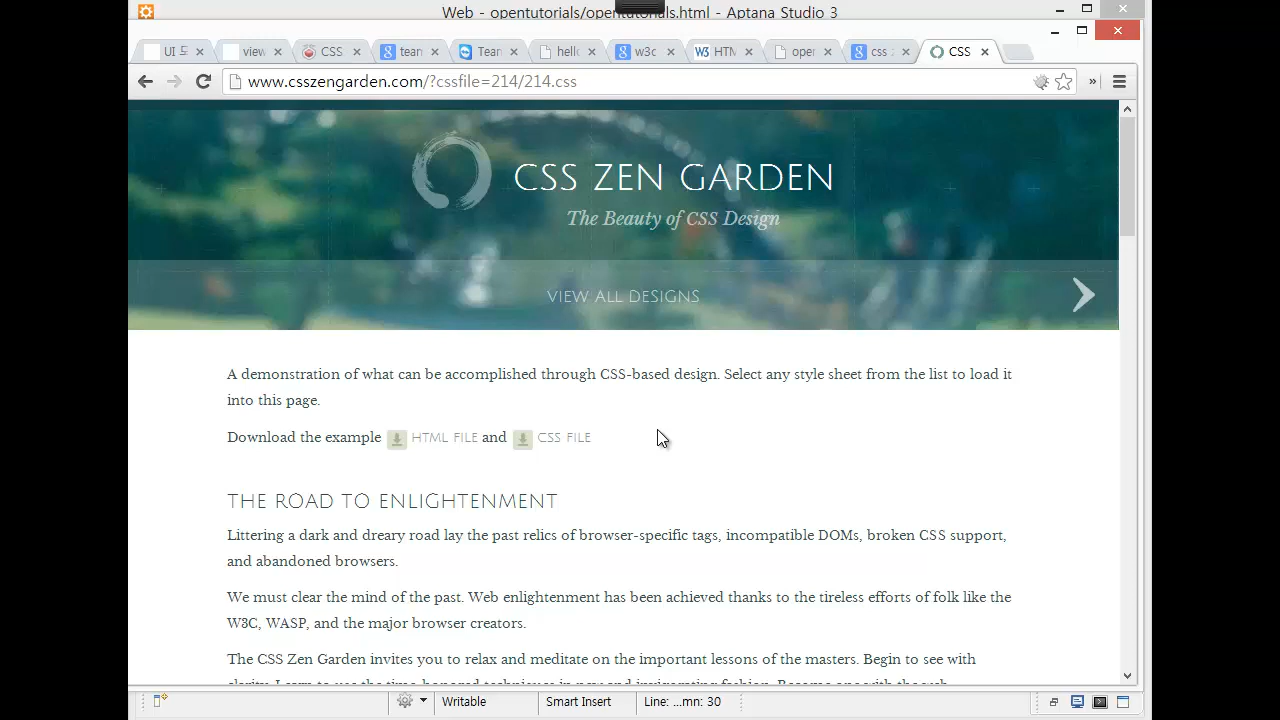 Web - opentutorials/opentutorials.html - Aptana Studio 3
UI 도
view
CSS
tean
Tear
hello
w3c
HTM
oper
css :
CSS
www.csszengarden.com/?cssfile=214/214.css
CSS ZEN GARDEN
The Beauty of CSS Design
VIEW ALL DESIGNS
A demonstration of what can be accomplished through CSS-based design. Select any style sheet from the list to load it
into this page.
Download the example HTML FILE and CSS FILE
THE ROAD TO ENLIGHTENMENT
Littering a dark and dreary road lay the past relics of browser-specific tags, incompatible DOMs, broken CSS support,
and abandoned browsers.
We must clear the mind of the past. Web enlightenment has been achieved thanks to the tireless efforts of folk like the
W3C, WASP, and the major browser creators.
The CSS Zen Garden invites you to relax and meditate on the important lessons of the masters. Begin to see with
Writable
Smart Insert
Line: ...mn: 30